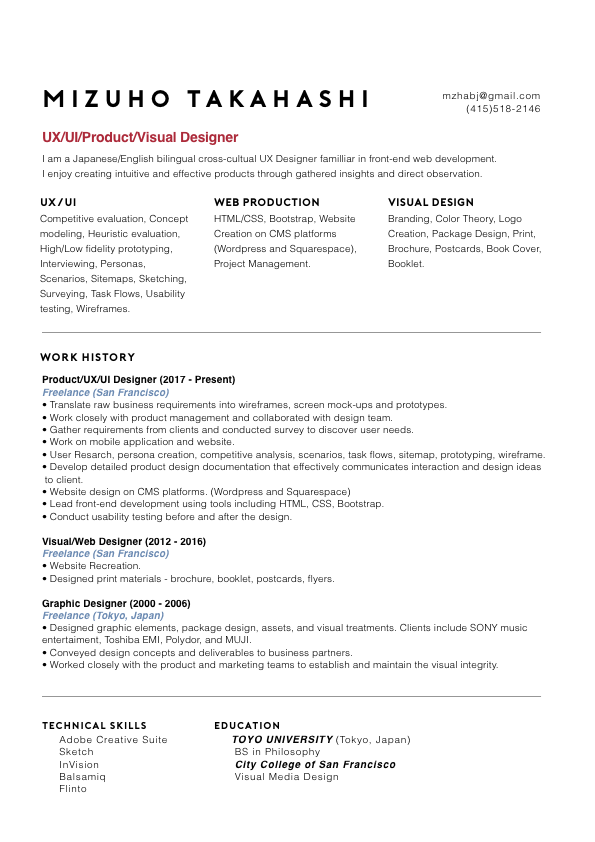 MIZUHO TAKAHASHI
mzhabj@gmail.com
(415)518-2146
UX/UI/Product/Visual Designer
I am a Japanese/English bilingual cross-cultual UX Designer familliar in front-end web development.
I enjoy creating intuitive and effective products through gathered insights and direct observation.
UX/UI
Competitive evaluation, Concept
modeling, Heuristic evaluation,
High/Low fidelity prototyping,
Interviewing, Personas,
Scenarios, Sitemaps, Sketching,
Surveying, Task Flows, Usability
testing, Wireframes.
WEB PRODUCTION
HTML/CSS, Bootstrap, Website
Creation on CMS platforms
(Wordpress and Squarespace),
Project Management.
VISUAL DESIGN
Branding, Color Theory, Logo
Creation, Package Design, Print,
Brochure, Postcards, Book Cover,
Booklet.
WORK HISTORY
Product/UX/UI Designer (2017 - Present)
Freelance (San Francisco)
• Translate raw business requirements into wireframes, screen mock-ups and prototypes.
• Work closely with product management and collaborated with design team.
• Gather requirements from clients and conducted survey to discover user needs.
• Work on mobile application and website.
• User Resarch, persona creation, competitive analysis, scenarios, task flows, sitemap, prototyping, wireframe.
• Develop detailed product design documentation that effectively communicates interaction and design ideas
to client.
• Website design on CMS platforms. (Wordpress and Squarespace)
• Lead front-end development using tools including HTML, CSS, Bootstrap.
• Conduct usability testing before and after the design.
Visual/Web Designer (2012 - 2016)
Freelance (San Francisco)
• Website Recreation.
• Designed print materials - brochure, booklet, postcards, flyers.
Graphic Designer (2000 - 2006)
Freelance (Tokyo, Japan)
• Designed graphic elements, package design, assets, and visual treatments. Clients include SONY music
entertaiment, Toshiba EMI, Polydor, and MUJI.
• Conveyed design concepts and deliverables to business partners.
• Worked closely with the product and marketing teams to establish and maintain the visual integrity.
TECHNICAL SKILLS
Adobe Creative Suite
Sketch
InVision
Balsamiq
Flinto
EDUCATION
TOYO UNIVERSITY (Tokyo, Japan)
BS in Philosophy
City College of San Francisco
Visual Media Design